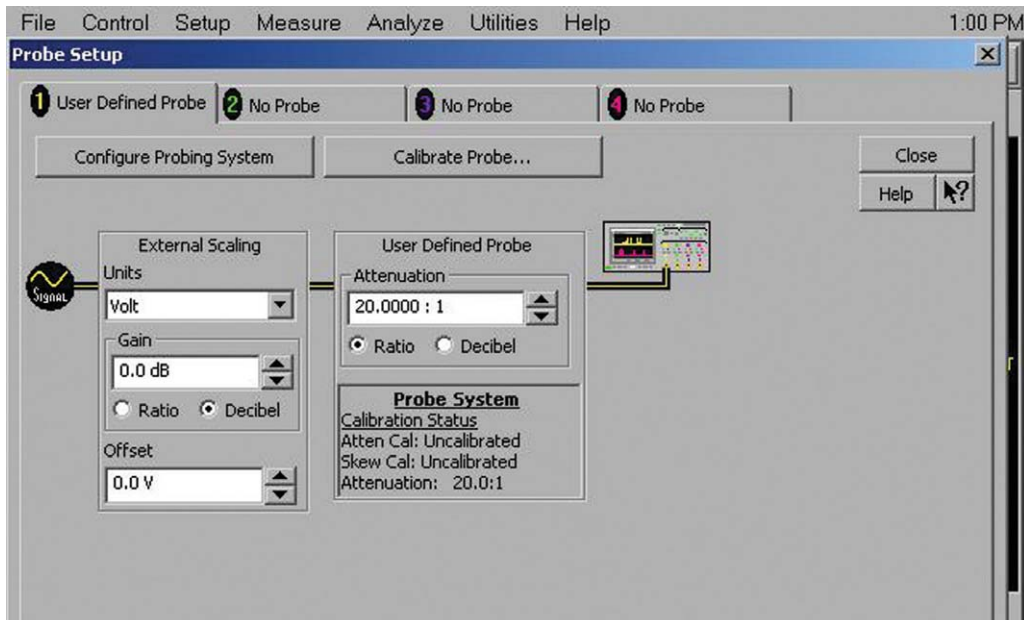 File Control Setup Measure Analyze Utilities Help 1:00 PM
Probe Setup
1 User Defined Probe 2 No Probe 3 No Probe 4 No Probe
Configure Probing System Calibrate Probe... Close
Help ?
External Scaling User Defined Probe
Units
Attenuation
Signal
Volt
20.0000 : 1
Gain
Ratio Decibel
0.0 dB
Ratio Decibel
Probe System
Calibration Status
Atten Cal: Uncalibrated
Offset
Skew Cal: Uncalibrated
0.0 V
Attenuation: 20.0:1